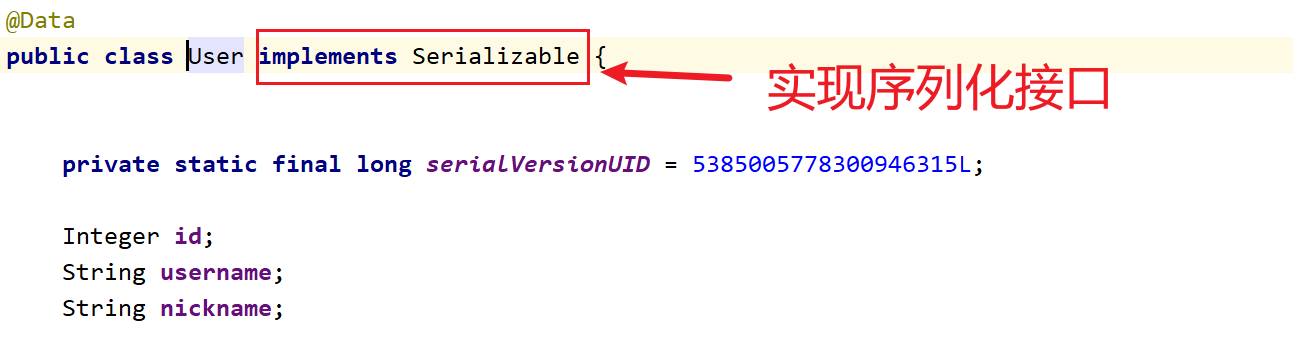 @Data
public class User implements Serializable {
实现序列化接口
private static final long serialVersionUID = 5385005778300946315L;
Integer id;
String username;
String nickname;